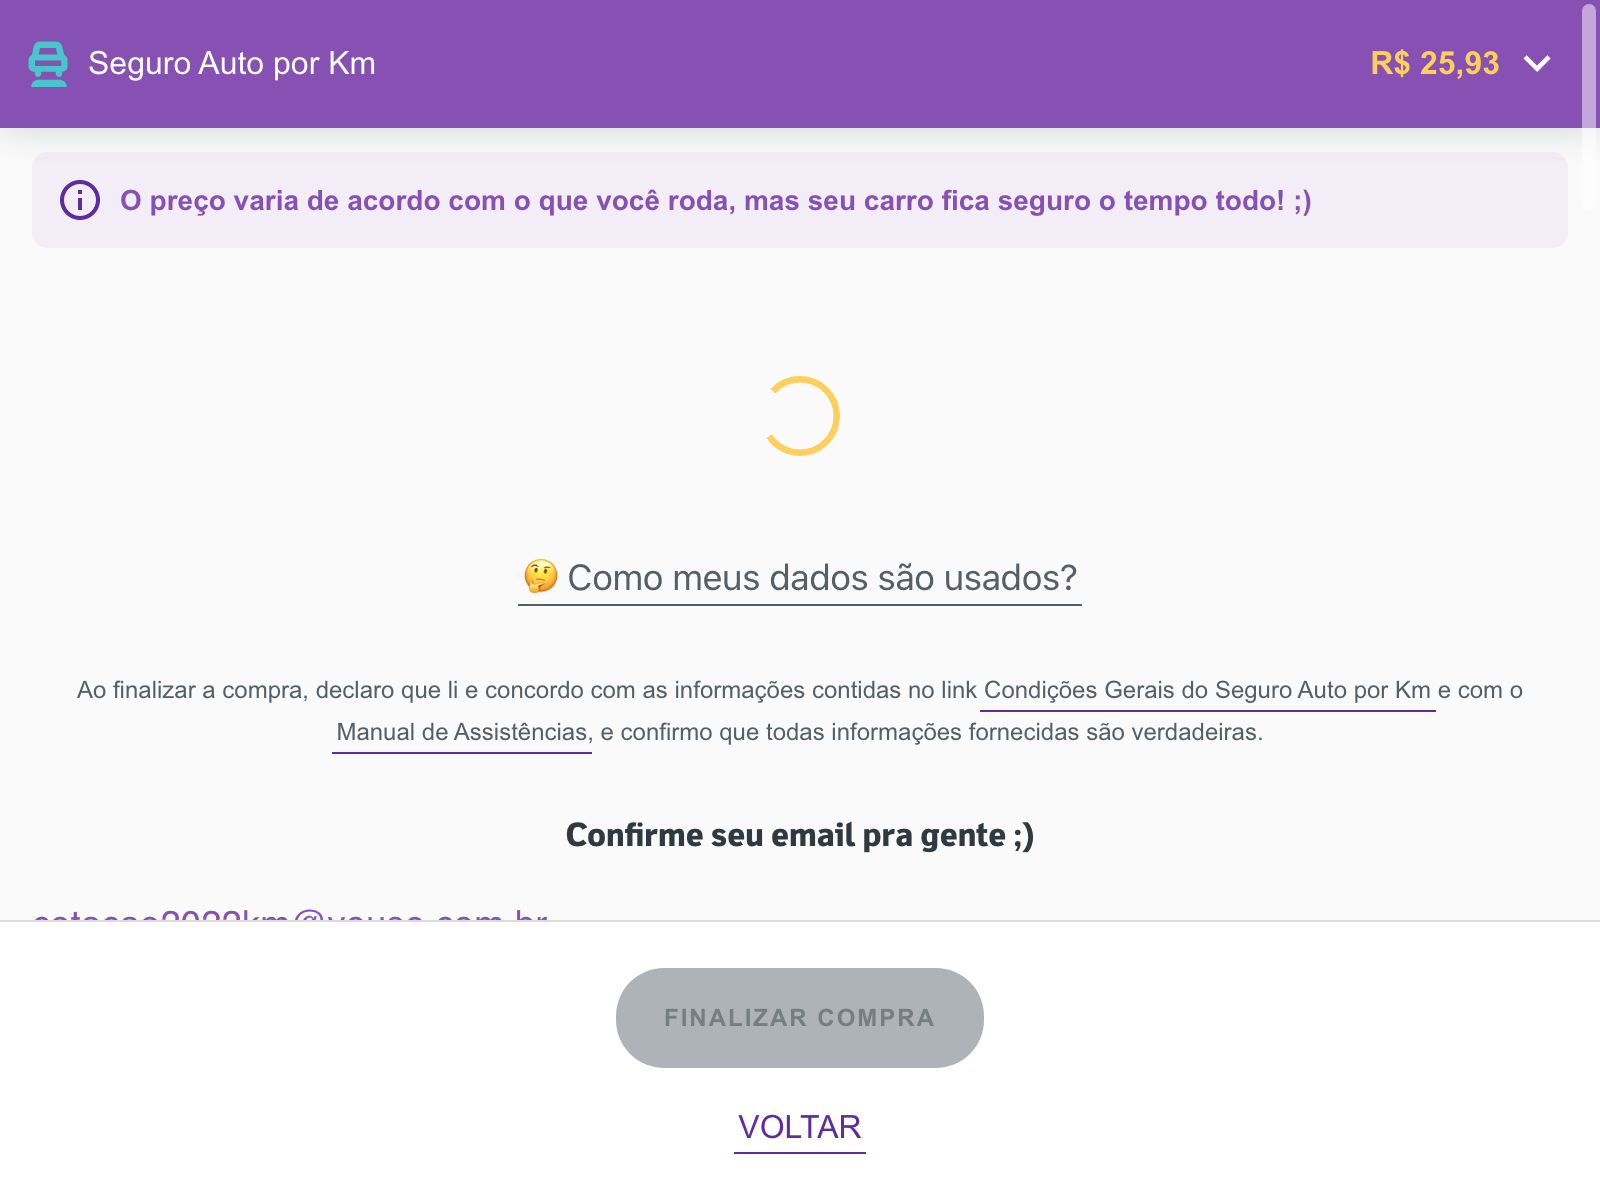 Seguro Auto por Km
R$ 25,93
O preço varia de acordo com o que você roda, mas seu carro fica seguro o tempo todo! ;)
🤔 Como meus dados são usados?
Ao finalizar a compra, declaro que li e concordo com as informações contidas no link Condições Gerais do Seguro Auto por Km e com o
Manual de Assistências, e confirmo que todas informações fornecidas são verdadeiras.
Confirme seu email pra gente ;)
FINALIZAR COMPRA
VOLTAR